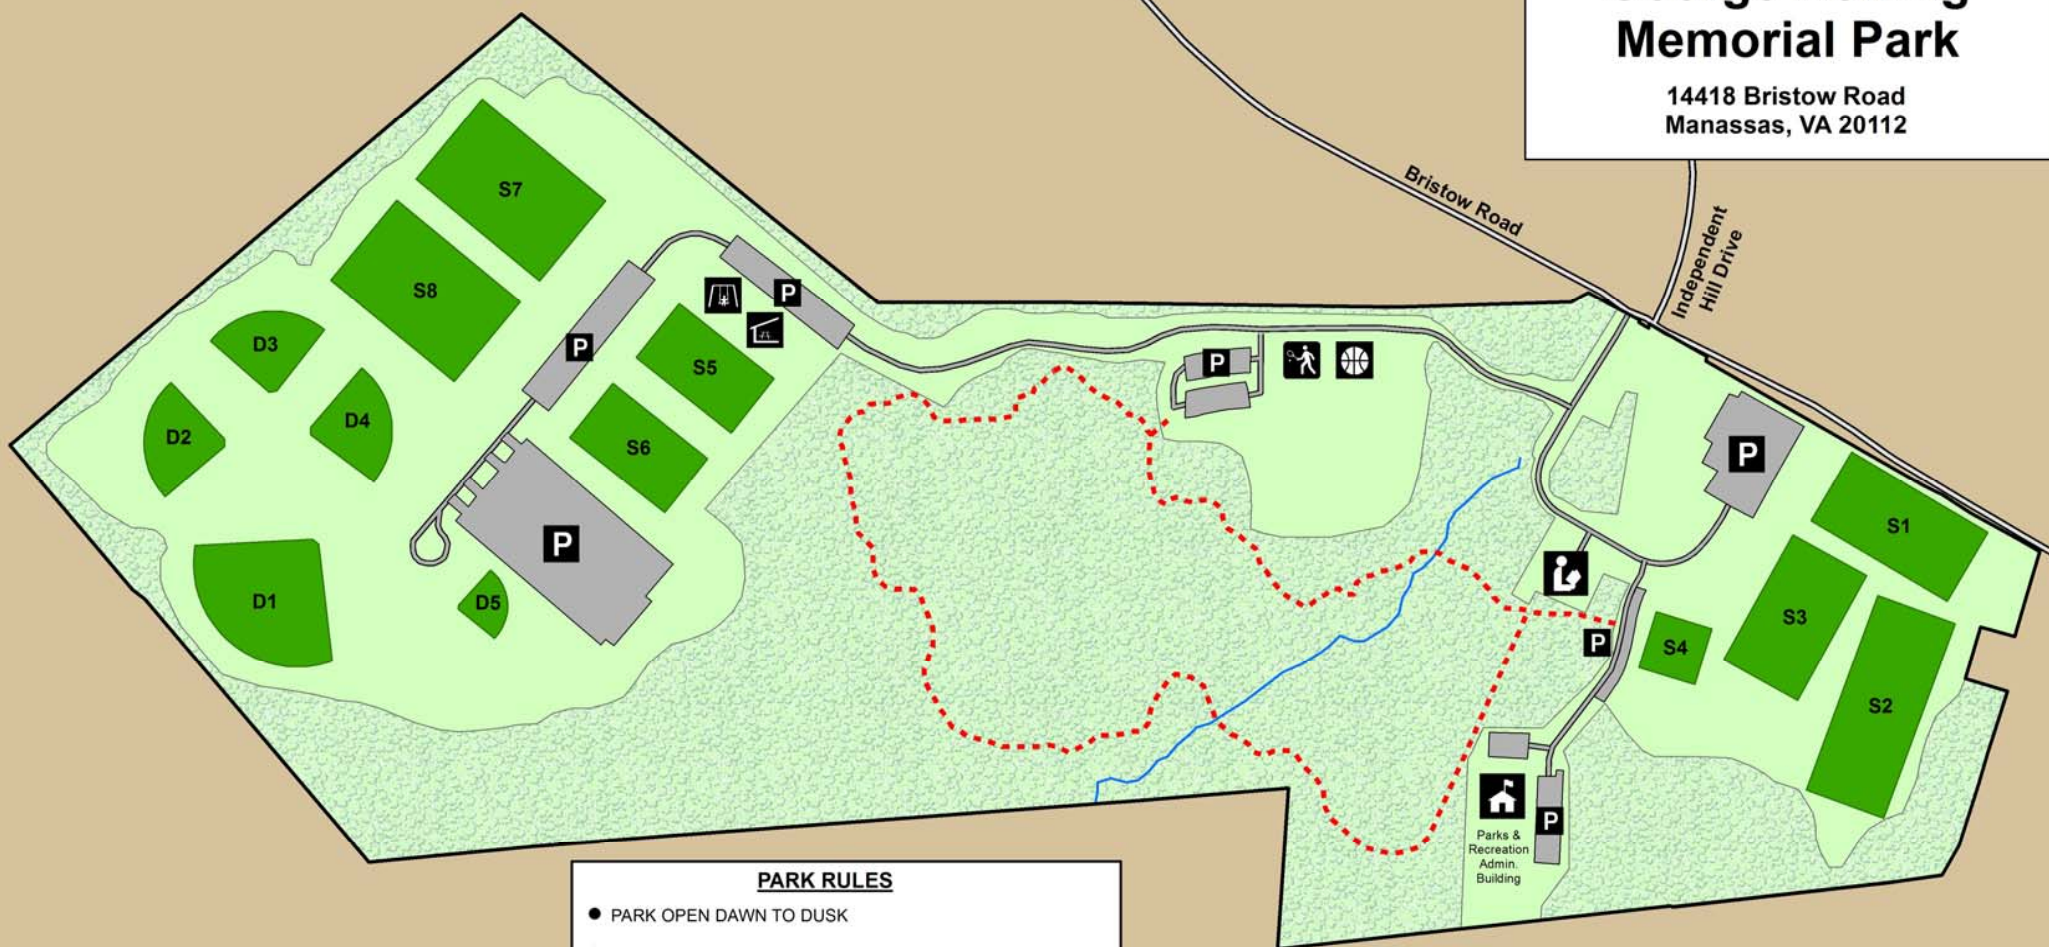 Memorial Park
14418 Bristow Road
Manassas, VA 20112
Bristow Road
Independent
Hill Drive
S7
S8
P
D3
P
P
P
S5
D4
D2
S6
P
S1
P
D1
D5
S3
P
S4
S2
P
Parks &
Recreation
Admin.
Building
PARK RULES
● PARK OPEN DAWN TO DUSK